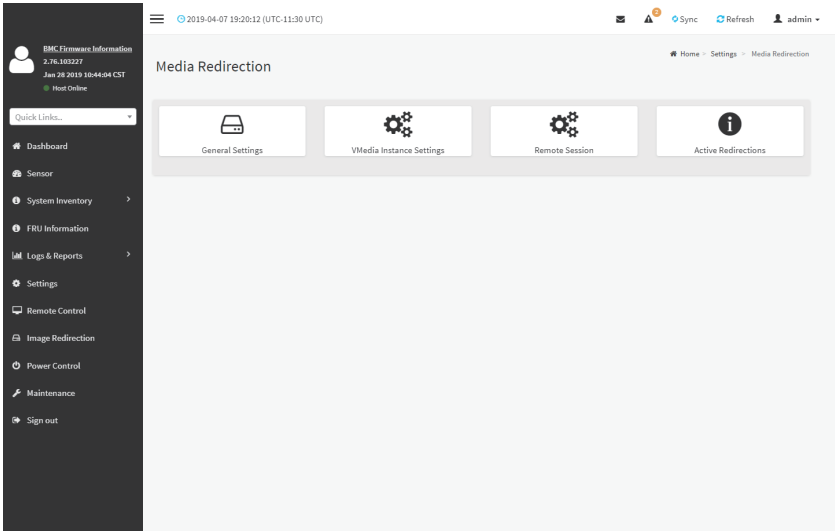 2019-04-07 19:20:12 (UTC-11:30 UTC)
Sync
Refresh
admin
BMC Firmware Information
2.76.103227
Jan 28 2019 10:44:04 CST
Host Online
Quick Links...
Dashboard
Sensor
System Inventory
FRU Information
Logs & Reports
Settings
Remote Control
Image Redirection
Power Control
Maintenance
Sign out
Media Redirection
Home > Settings > Media Redirection
General Settings
VMedia Instance Settings
Remote Session
Active Redirections